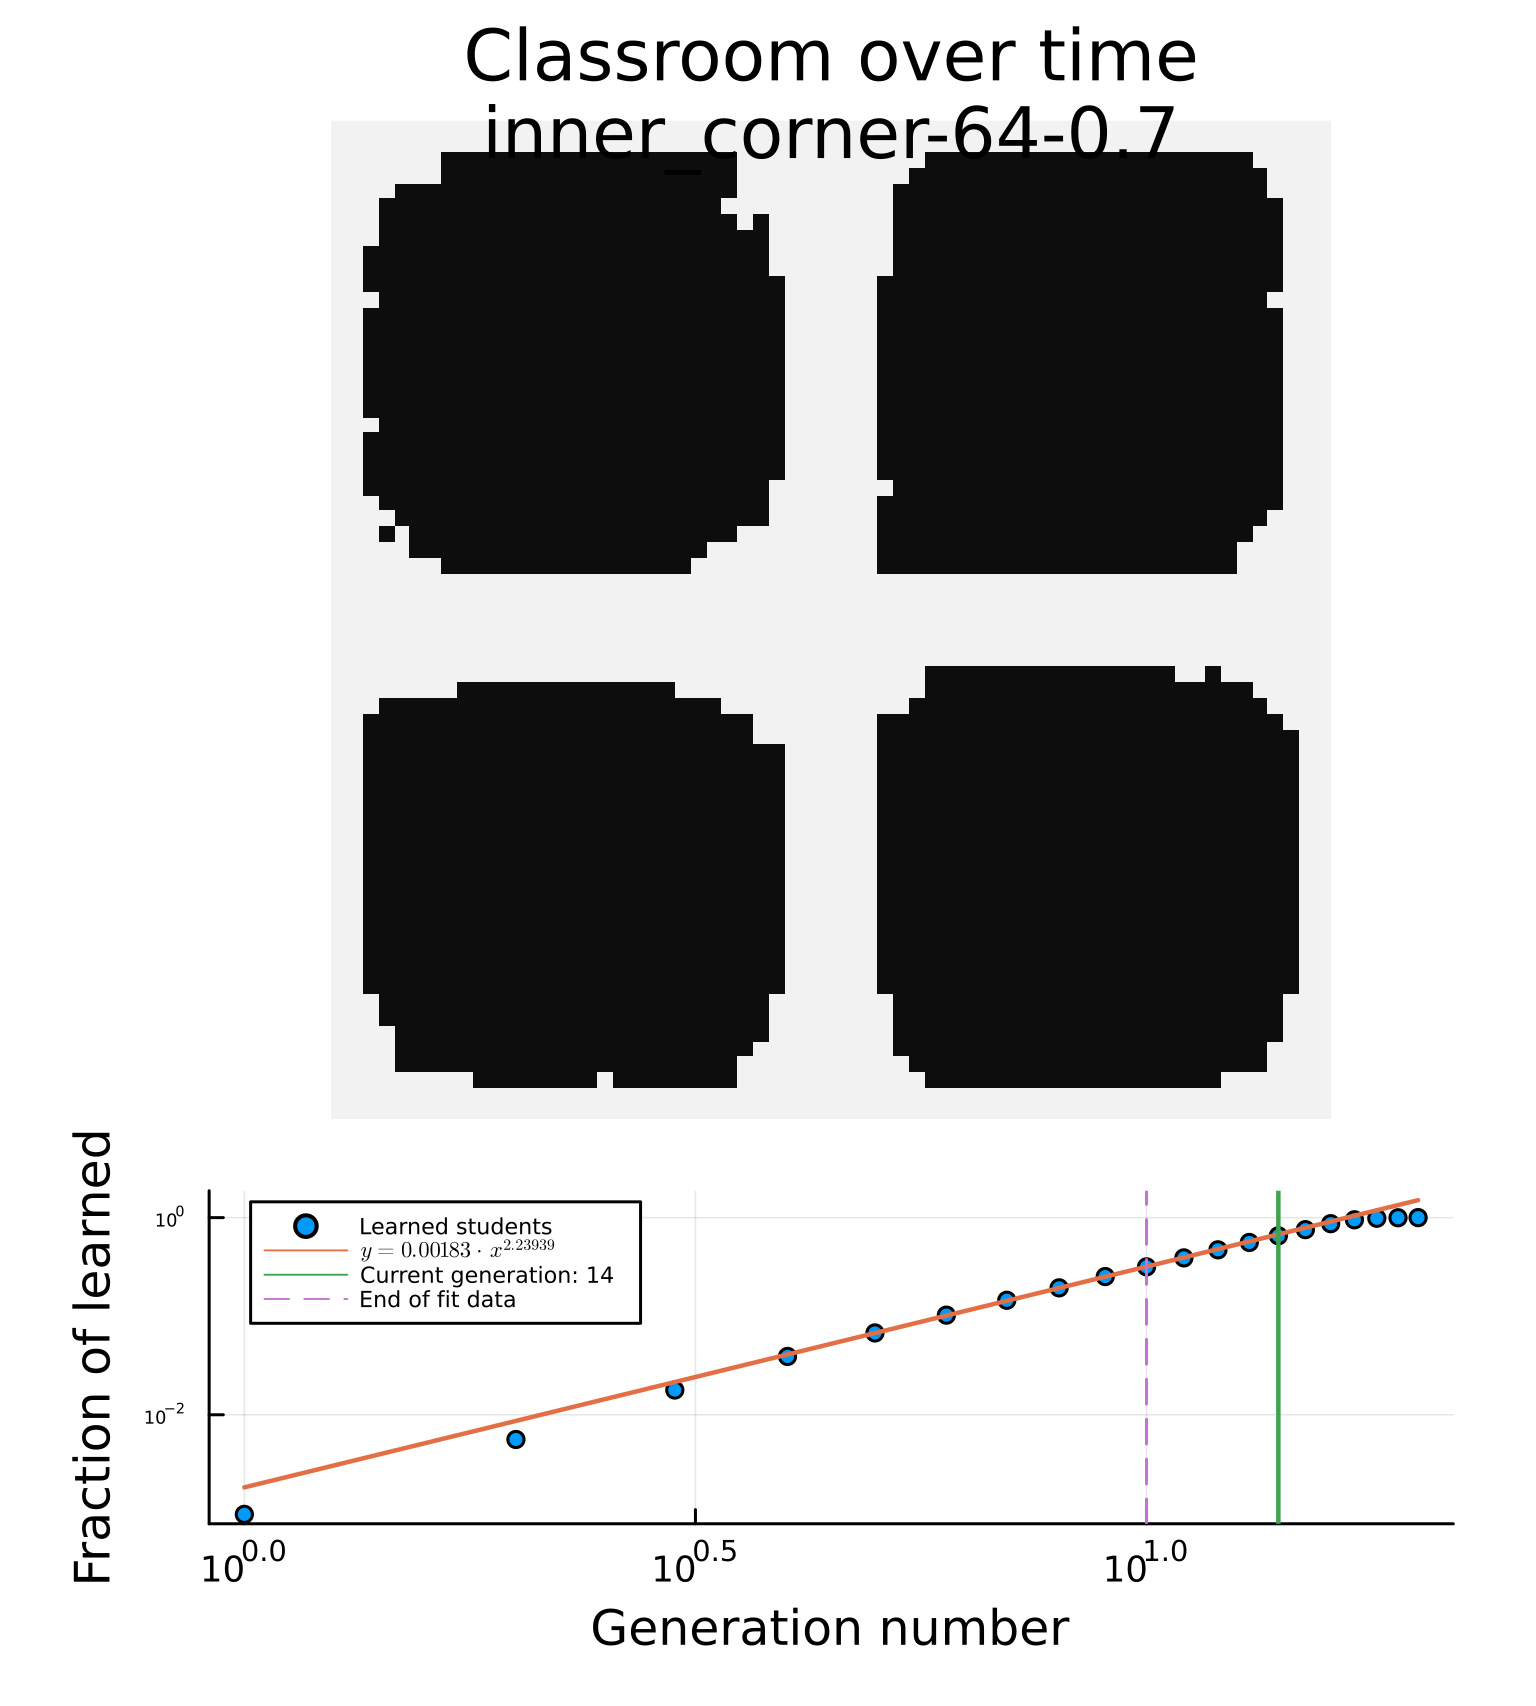 Classroom over time
inner_corner-64-0.7
Fraction of learned
10^0
10^−2
Learned students
y = 0.00183 · x^2.23939
Current generation: 14
End of fit data
10^0.0
10^0.5
10^1.0
Generation number